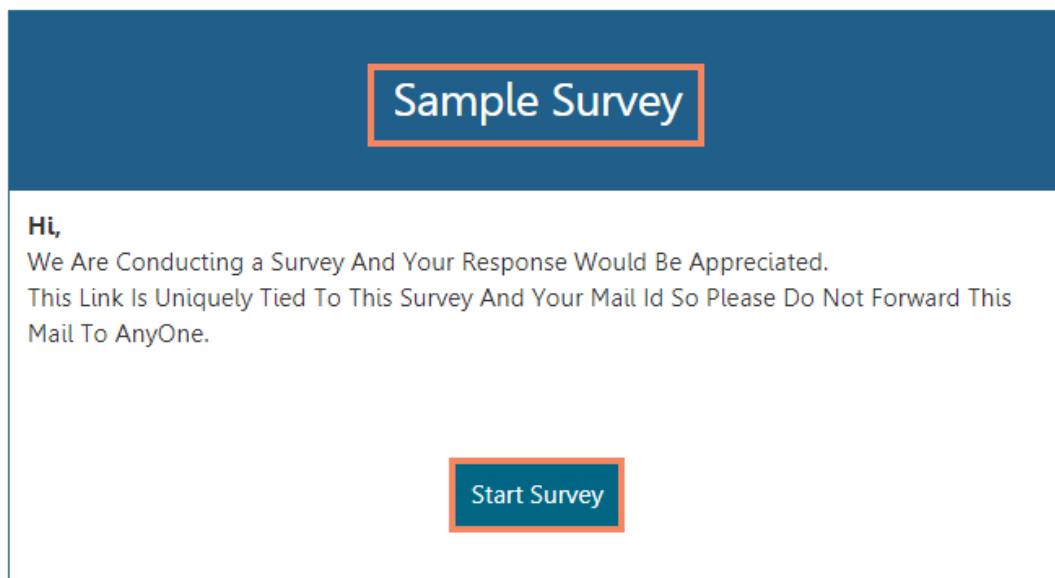 Sample Survey
Hi,
We Are Conducting a Survey And Your Response Would Be Appreciated.
This Link Is Uniquely Tied To This Survey And Your Mail Id So Please Do Not Forward This
Mail To AnyOne.
Start Survey